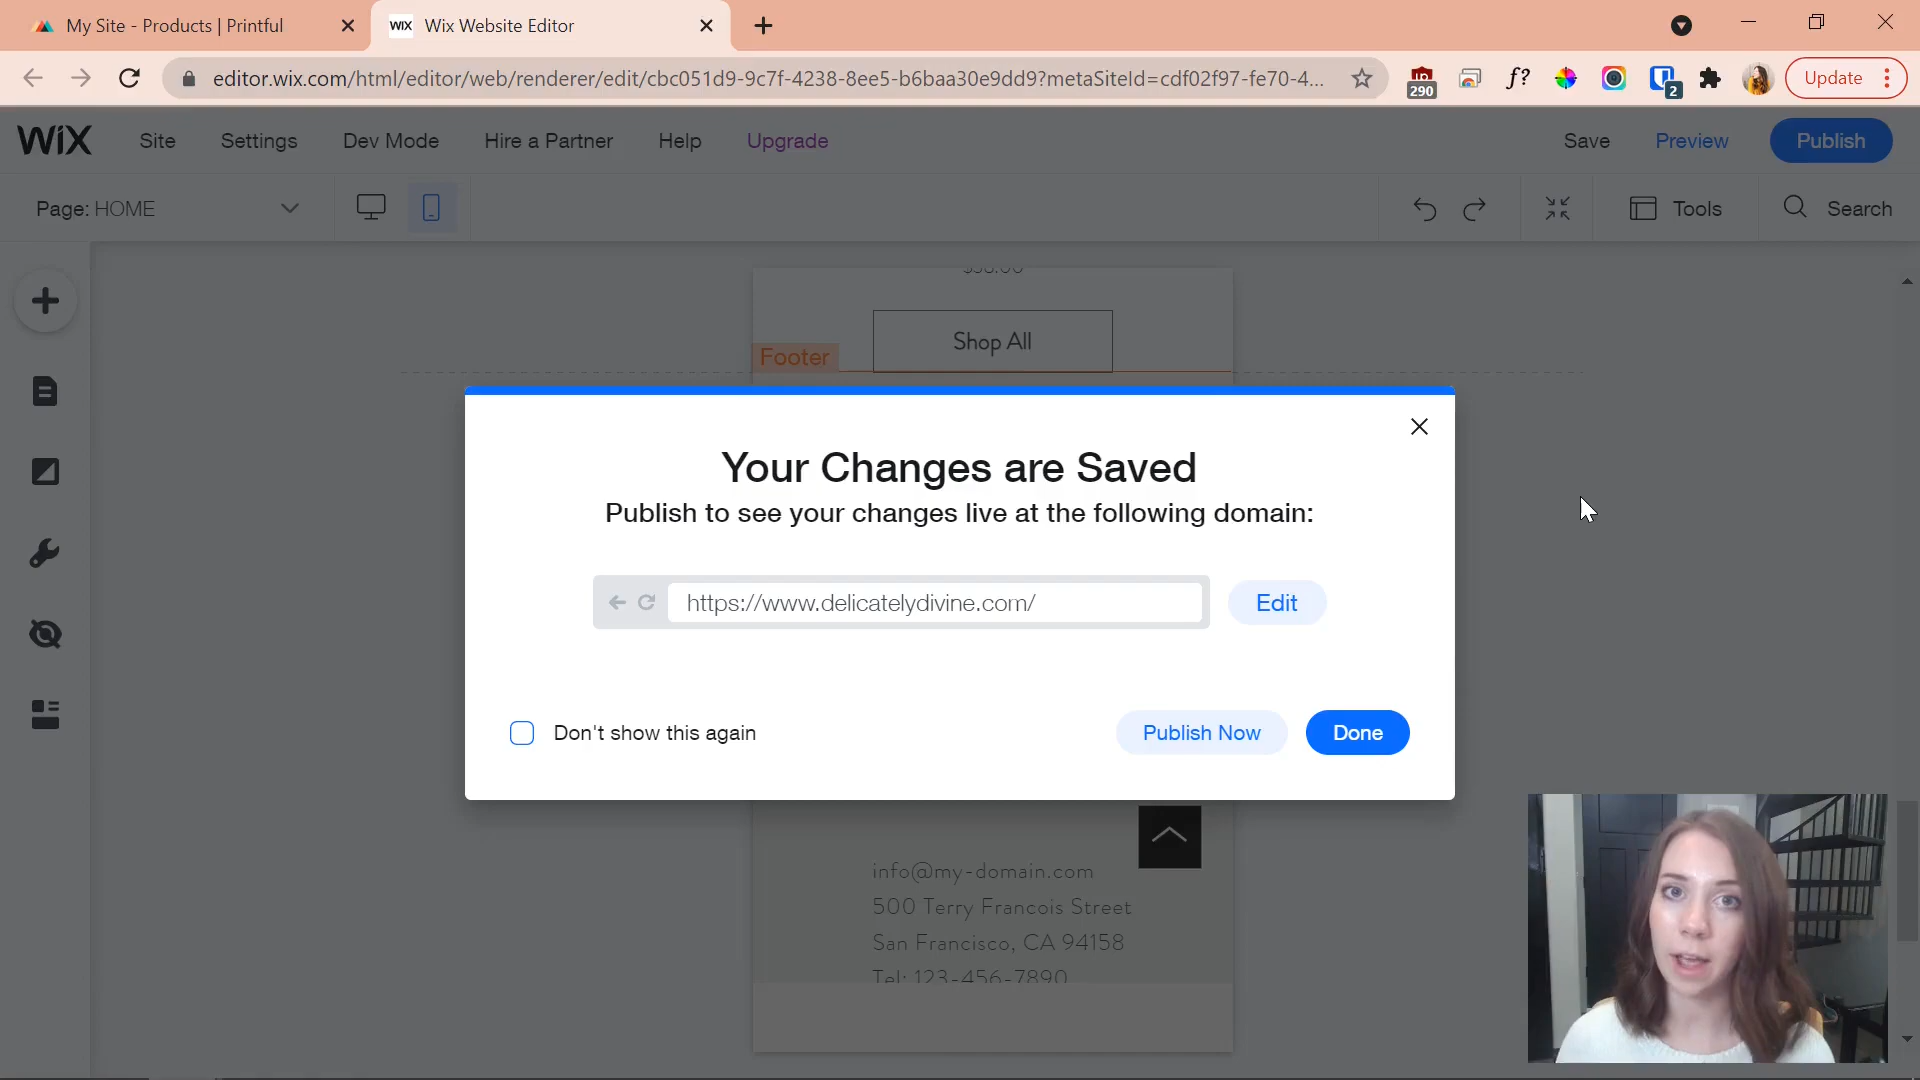 My Site - Products | Printful
WIX Wix Website Editor
editor.wix.com/html/editor/web/renderer/edit/cbc051d9-9c7f-4238-8ee5-b6baa30e9dd9?metaSiteId=cdf02f97-fe70-4...
290
f?
2
Update
WiX Site Settings Dev Mode Hire a Partner Help Upgrade Save Preview Publish
Page: HOME Tools Search
$58.00
Shop All
Footer
Your Changes are Saved
Publish to see your changes live at the following domain:
https://www.delicatelydivine.com/ Edit
Don't show this again Publish Now Done
info@my-domain.com
500 Terry Francois Street
San Francisco, CA 94158
Tel: 123-456-7890